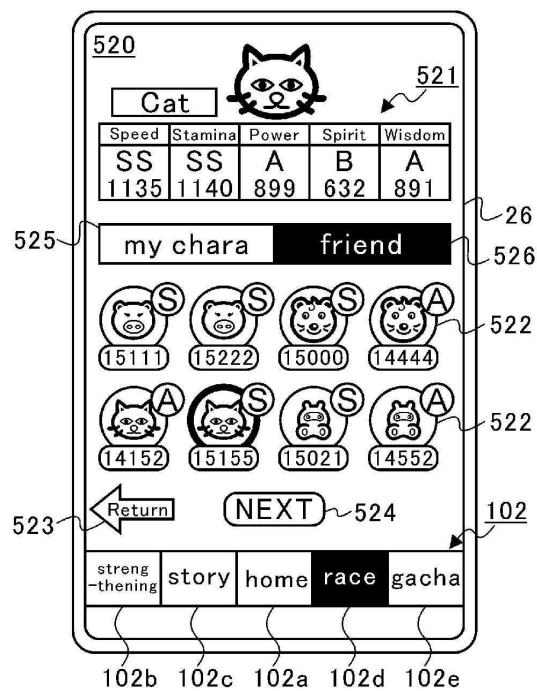 520
521
Cat
Speed Stamina Power Spirit Wisdom
SS SS A B A
1135 1140 899 632 891
26
525
my chara friend
526
S S S A
15111 15222 15000 14444
522
A S S A
14152 15155 15021 14552
522
Return
523
NEXT
524
102
streng
-thening story home race gacha
102b 102c 102a 102d 102e